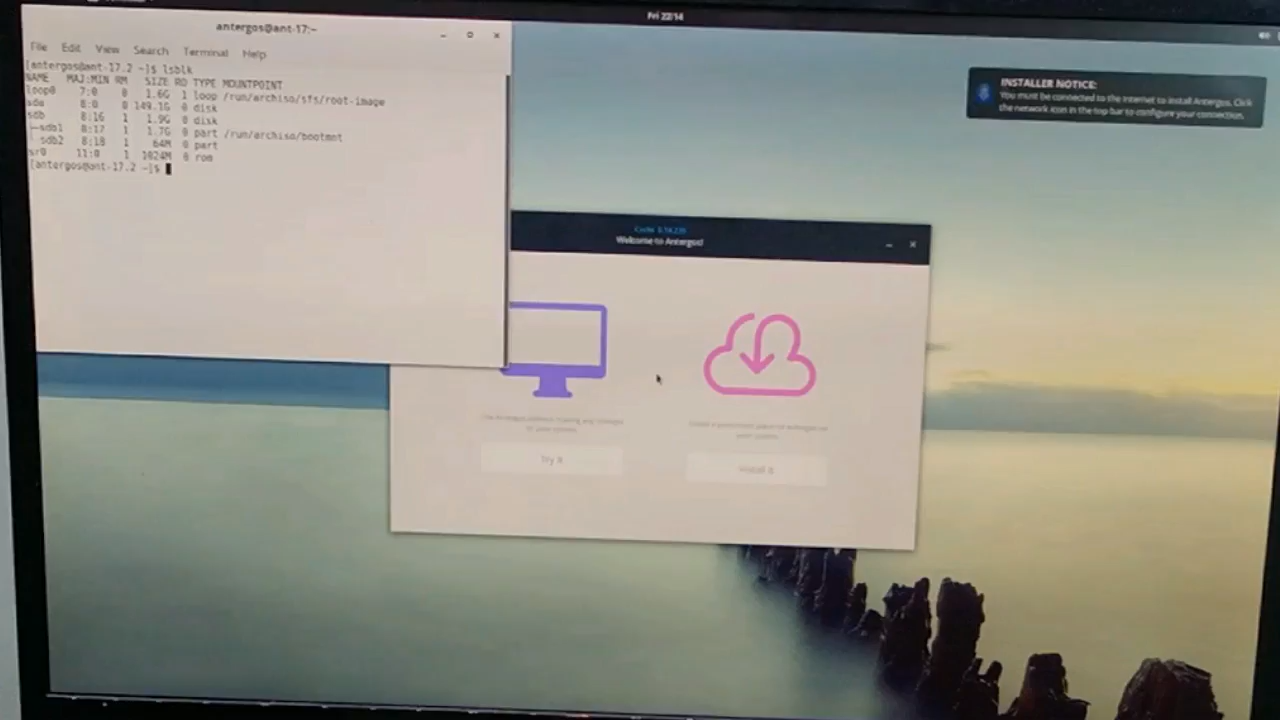 Fri 22:14
antergos@ant-17:~
File Edit View Search Terminal Help
[antergos@ant-17.2 ~]$ lsblk
NAME MAJ:MIN RM SIZE RO TYPE MOUNTPOINT
loop0 7:0 0 1.6G 1 loop /run/archiso/sfs/root-image
sda 8:0 0 149.1G 0 disk
sdb 8:16 1 1.9G 0 disk
├─sdb1 8:17 1 1.7G 0 part /run/archiso/bootmnt
└─sdb2 8:18 1 64M 0 part
sr0 11:0 1 1024M 0 rom
[antergos@ant-17.2 ~]$
INSTALLER NOTICE:
You must be connected to the internet to install Antergos. Click
the network icon in the top bar to configure your connection.
Welcome to Antergos!
Try It
Install It